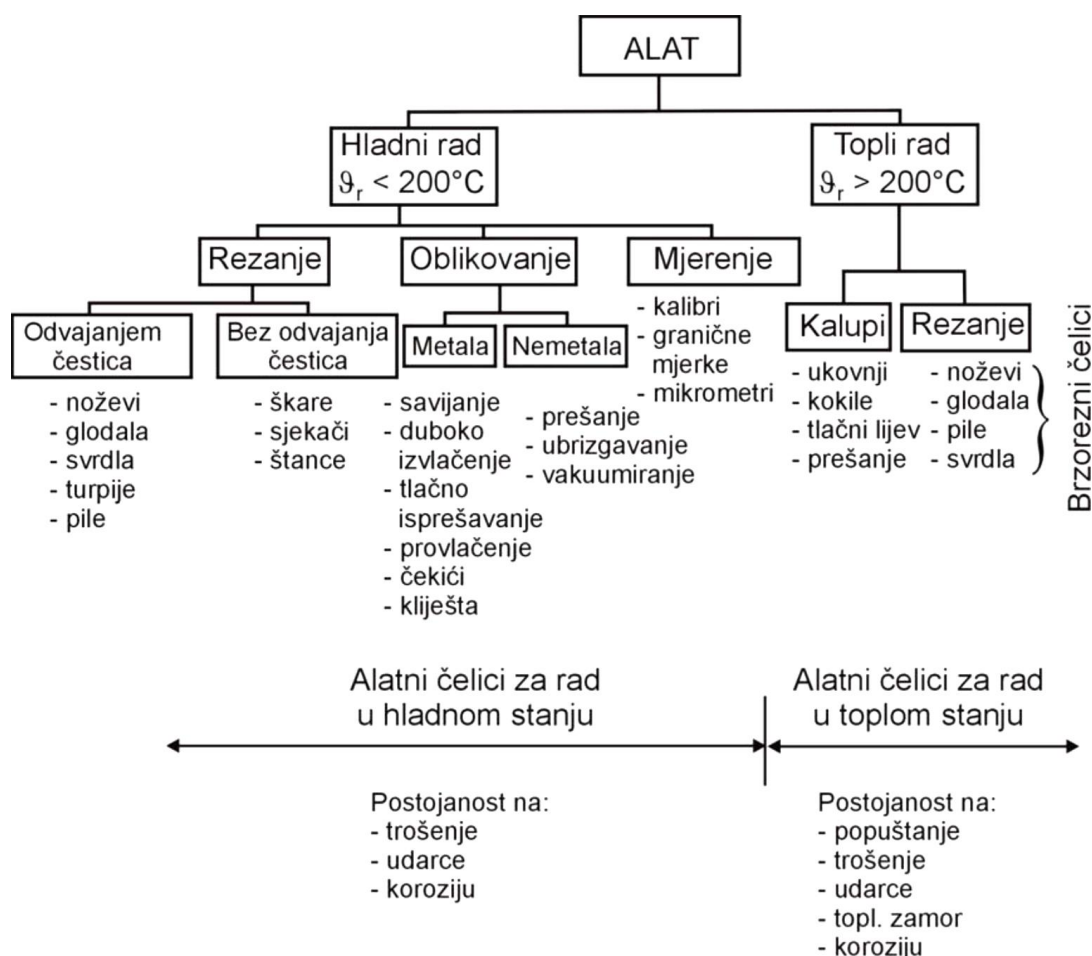 ALAT
Hladni rad
ϑr < 200°C
Topli rad
ϑr > 200°C
Rezanje
Oblikovanje
Mjerenje
Odvajanjem
čestica
- noževi
- glodala
- svrdla
- turpije
- pile
Bez odvajanja
čestica
- škare
- sjekači
- štance
Metala
- savijanje
- duboko
izvlačenje
- tlačno
isprešavanje
- provlačenje
- čekići
- kliješta
Nemetala
- prešanje
- ubrizgavanje
- vakuumiranje
- kalibri
- granične
mjerke
- mikrometri
Kalupi
- ukovnji
- kokile
- tlačni lijev
- prešanje
Rezanje
- noževi
- glodala
- pile
- svrdla
Brzorezni čelici
Alatni čelici za rad
u hladnom stanju
Alatni čelici za rad
u toplom stanju
Postojanost na:
- trošenje
- udarce
- koroziju
Postojanost na:
- popuštanje
- trošenje
- udarce
- topl. zamor
- koroziju